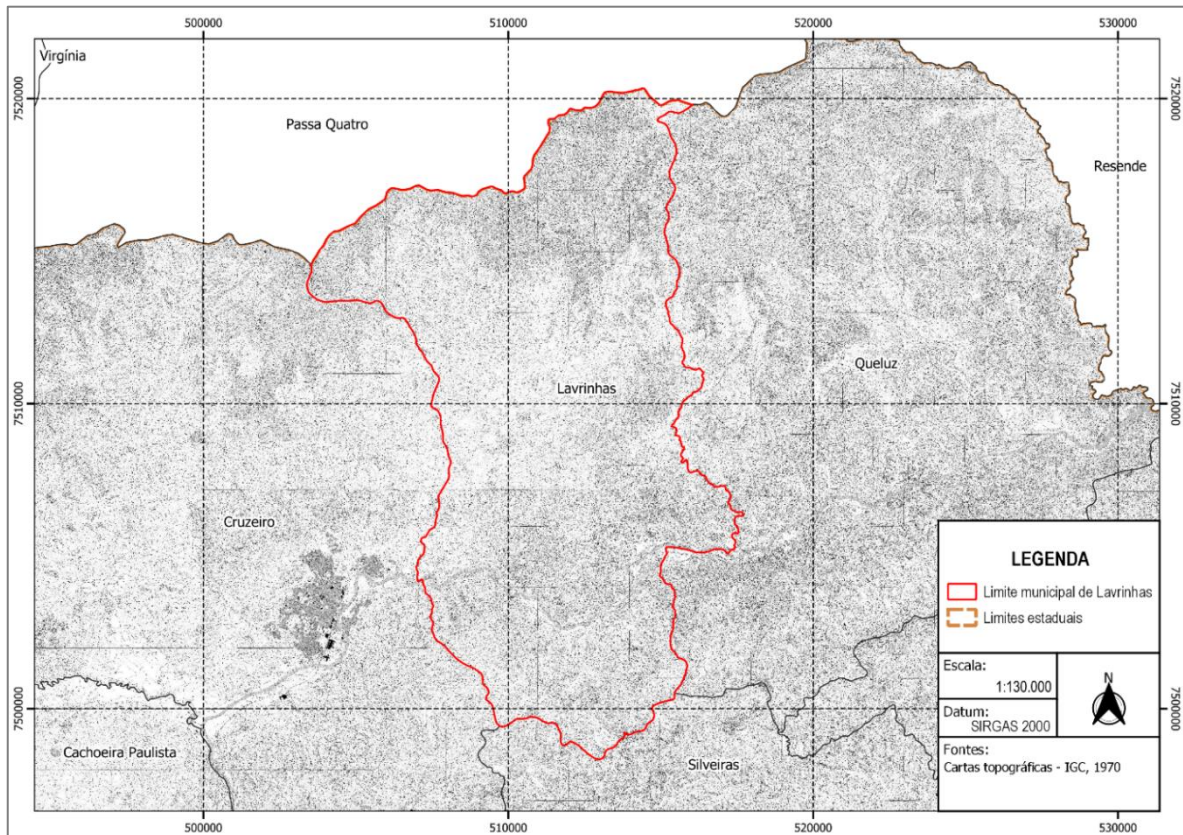 500000
510000
520000
530000
Virgínia
7520000
7520000
Passa Quatro
Resende
Lavrinhas
Queluz
7510000
7510000
Cruzeiro
LEGENDA
Limite municipal de Lavrinhas
Limites estaduais
Escala:
1:130.000
N
Datum:
SIRGAS 2000
7500000
7500000
Cachoeira Paulista
Silveiras
Fontes:
Cartas topográficas - IGC, 1970
500000
510000
520000
530000